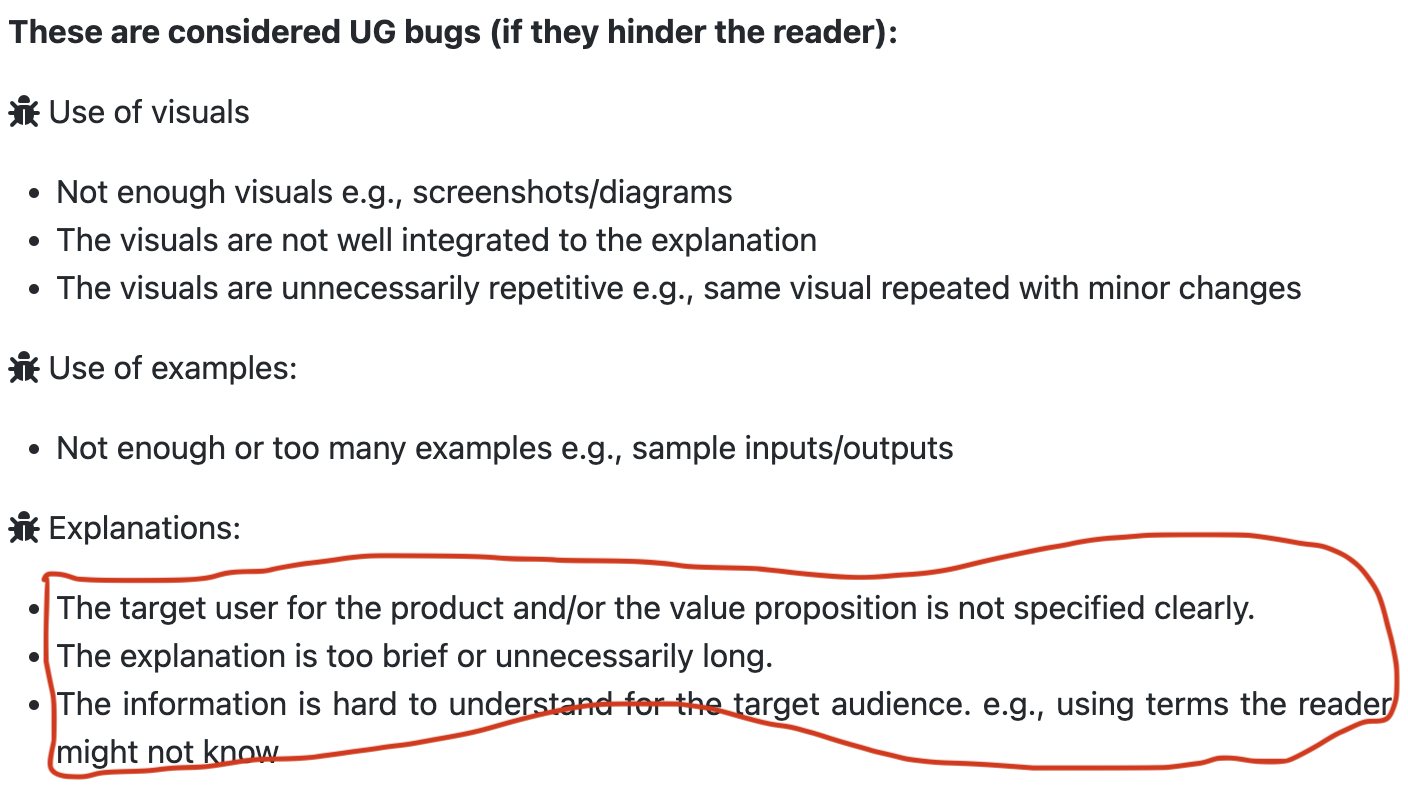 These are considered UG bugs (if they hinder the reader):
Use of visuals
• Not enough visuals e.g., screenshots/diagrams
• The visuals are not well integrated to the explanation
• The visuals are unnecessarily repetitive e.g., same visual repeated with minor changes
Use of examples:
• Not enough or too many examples e.g., sample inputs/outputs
Explanations:
• The target user for the product and/or the value proposition is not specified clearly.
• The explanation is too brief or unnecessarily long.
• The information is hard to understand for the target audience. e.g., using terms the reader
might not know